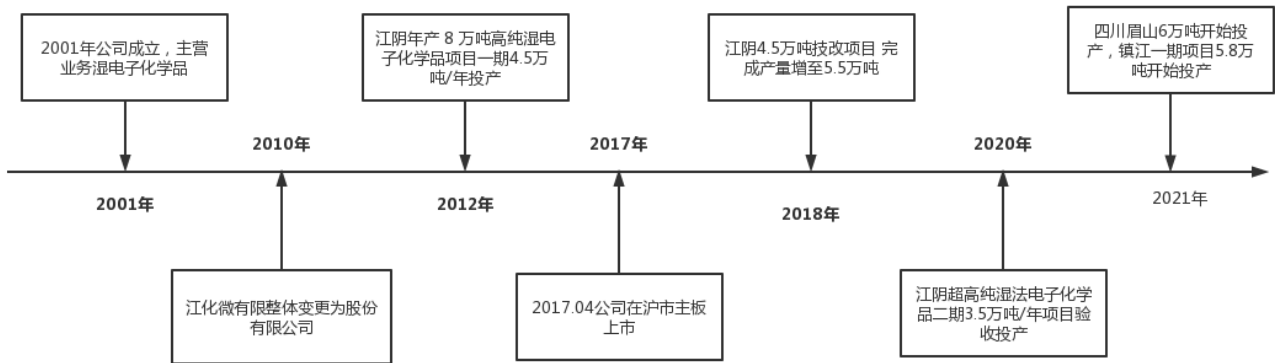 2001年公司成立，主营
业务湿电子化学品
江阴年产 8 万吨高纯湿电
子化学品项目一期4.5万
吨/年投产
江阴4.5万吨技改项目 完
成产量增至5.5万吨
四川眉山6万吨开始投
产，镇江一期项目5.8万
吨开始投产
2010年
2017年
2020年
2001年
2012年
2018年
2021年
江化微有限整体变更为股份
有限公司
2017.04公司在沪市主板
上市
江阴超高纯湿法电子化学
品二期3.5万吨/年项目验
收投产